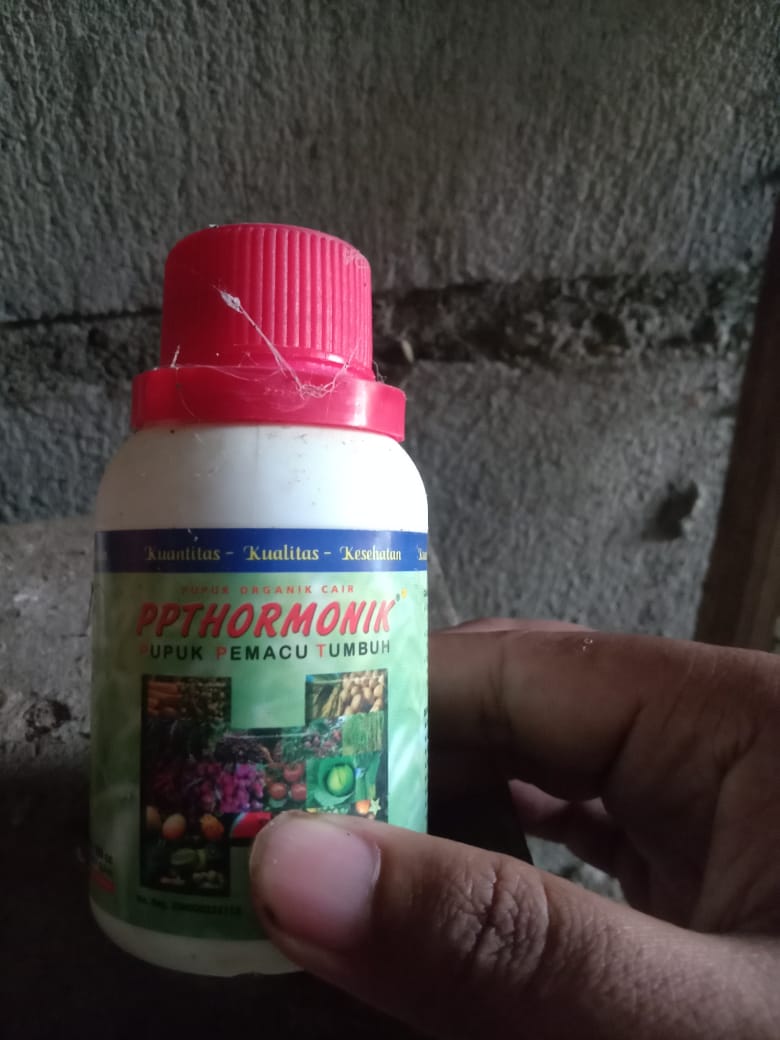 Kuantitas - Kualitas - Kesehatan
PUPUK ORGANIK CAIR
PPTHORMONIK
PUPUK PEMACU TUMBUH